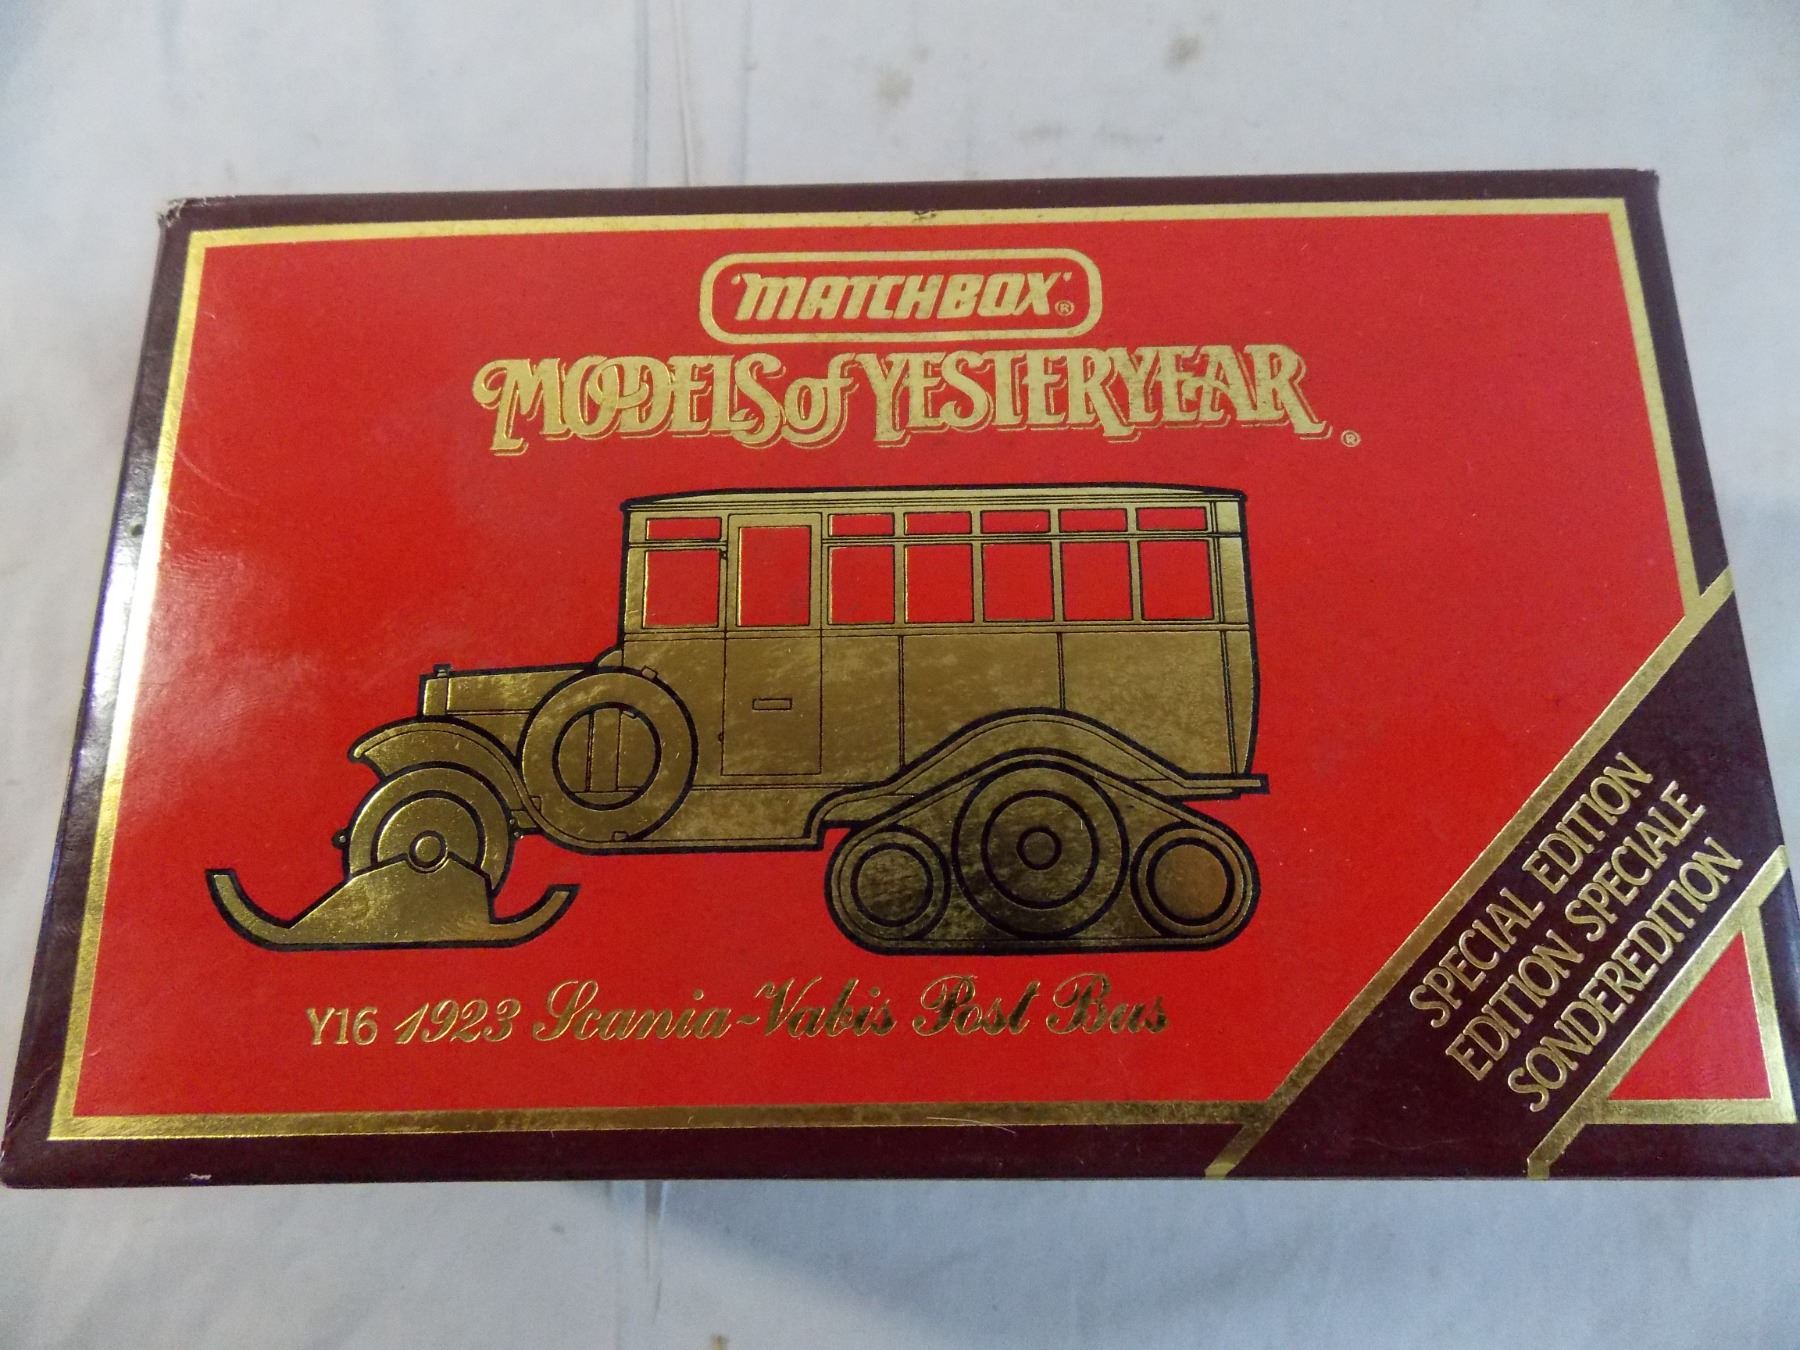 'MATCHBOX'®
MODELS of YESTERYEAR®
Y16 1923 Scania-Vabis Post Bus
SPECIAL EDITION
EDITION SPECIALE
SONDEREDITION